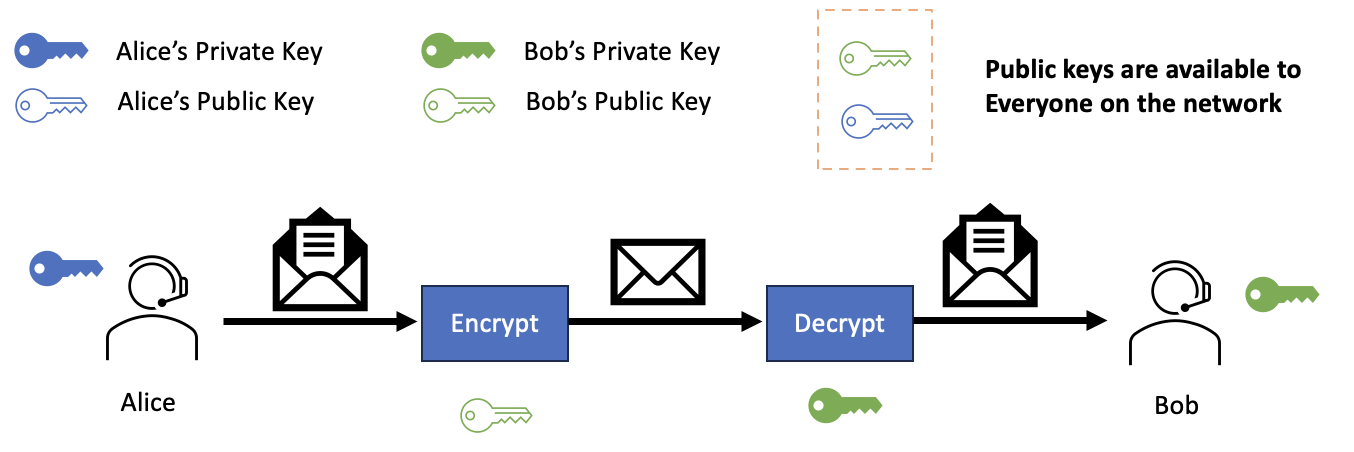 Alice’s Private Key
Alice’s Public Key
Bob’s Private Key
Bob’s Public Key
Public keys are available to
Everyone on the network
Encrypt
Decrypt
Alice
Bob